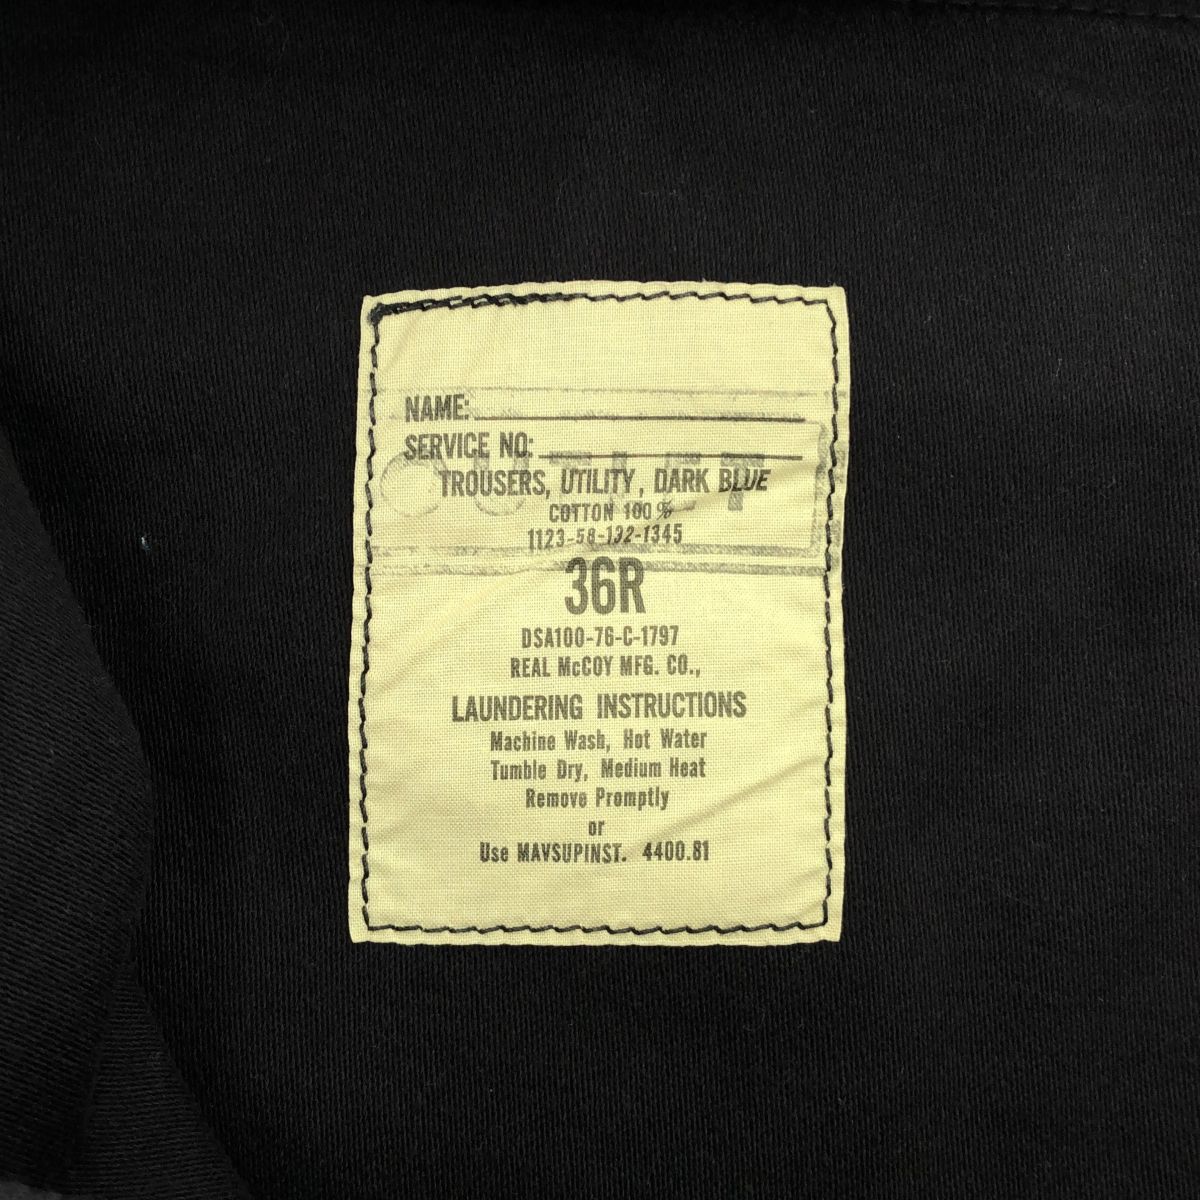 NAME:
SERVICE NO:
OUTLET
TROUSERS, UTILITY, DARK BLUE
COTTON 100%
1123-58-132-1345
36R
DSA100-76-C-1797
REAL McCOY MFG. CO.,
LAUNDERING INSTRUCTIONS
Machine Wash, Hot Water
Tumble Dry, Medium Heat
Remove Promptly
or
Use MAVSUPINST. 4400.81